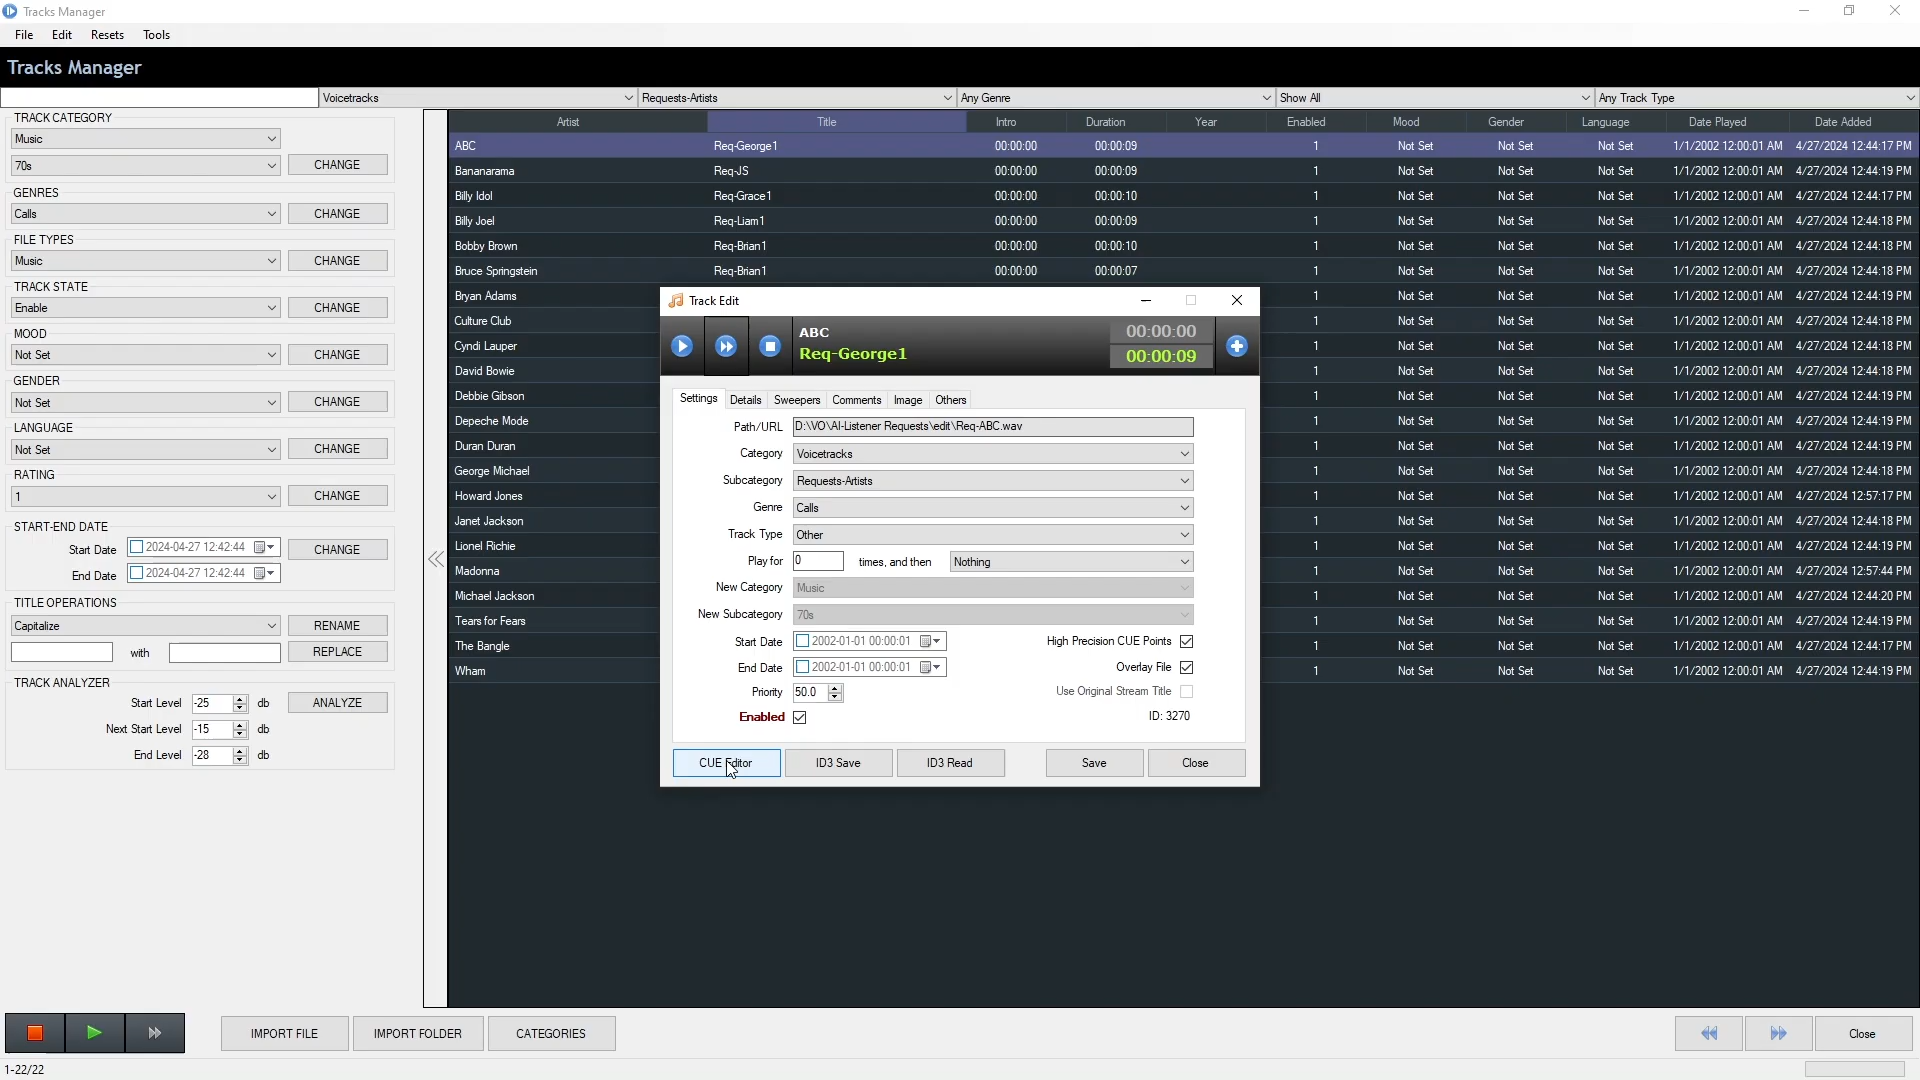 Tracks Manager
File Edit Resets Tools
Tracks Manager
Voicetracks Requests-Artists Any Genre Show All Any Track Type
TRACK CATEGORY
Music
70s CHANGE
GENRES
Calls CHANGE
FILE TYPES
Music CHANGE
TRACK STATE
Enable CHANGE
MOOD
Not Set CHANGE
GENDER
Not Set CHANGE
LANGUAGE
Not Set CHANGE
RATING
1 CHANGE
START-END DATE
Start Date 2024-04-27 12:42:44 CHANGE
End Date 2024-04-27 12:42:44
TITLE OPERATIONS
Capitalize RENAME
with REPLACE
TRACK ANALYZER
Start Level -25 db ANALYZE
Next Start Level -15 db
End Level -28 db
Artist Title Intro Duration Year Enabled Mood Gender Language Date Played Date Added
ABC Req-George1 00:00:00 00:00:09 1 Not Set Not Set Not Set 1/1/2002 12:00:01 AM 4/27/2024 12:44:17 PM
Bananarama Req-JS 00:00:00 00:00:09 1 Not Set Not Set Not Set 1/1/2002 12:00:01 AM 4/27/2024 12:44:19 PM
Billy Idol Req-Grace1 00:00:00 00:00:10 1 Not Set Not Set Not Set 1/1/2002 12:00:01 AM 4/27/2024 12:44:17 PM
Billy Joel Req-Liam1 00:00:00 00:00:09 1 Not Set Not Set Not Set 1/1/2002 12:00:01 AM 4/27/2024 12:44:18 PM
Bobby Brown Req-Brian1 00:00:00 00:00:10 1 Not Set Not Set Not Set 1/1/2002 12:00:01 AM 4/27/2024 12:44:18 PM
Bruce Springstein Req-Brian1 00:00:00 00:00:07 1 Not Set Not Set Not Set 1/1/2002 12:00:01 AM 4/27/2024 12:44:18 PM
Bryan Adams 1 Not Set Not Set Not Set 1/1/2002 12:00:01 AM 4/27/2024 12:44:19 PM
Culture Club 1 Not Set Not Set Not Set 1/1/2002 12:00:01 AM 4/27/2024 12:44:18 PM
Cyndi Lauper 1 Not Set Not Set Not Set 1/1/2002 12:00:01 AM 4/27/2024 12:44:18 PM
David Bowie 1 Not Set Not Set Not Set 1/1/2002 12:00:01 AM 4/27/2024 12:44:18 PM
Debbie Gibson 1 Not Set Not Set Not Set 1/1/2002 12:00:01 AM 4/27/2024 12:44:19 PM
Depeche Mode 1 Not Set Not Set Not Set 1/1/2002 12:00:01 AM 4/27/2024 12:44:19 PM
Duran Duran 1 Not Set Not Set Not Set 1/1/2002 12:00:01 AM 4/27/2024 12:44:19 PM
George Michael 1 Not Set Not Set Not Set 1/1/2002 12:00:01 AM 4/27/2024 12:44:18 PM
Howard Jones 1 Not Set Not Set Not Set 1/1/2002 12:00:01 AM 4/27/2024 12:57:17 PM
Janet Jackson 1 Not Set Not Set Not Set 1/1/2002 12:00:01 AM 4/27/2024 12:44:18 PM
Lionel Richie 1 Not Set Not Set Not Set 1/1/2002 12:00:01 AM 4/27/2024 12:44:19 PM
Madonna 1 Not Set Not Set Not Set 1/1/2002 12:00:01 AM 4/27/2024 12:57:44 PM
Michael Jackson 1 Not Set Not Set Not Set 1/1/2002 12:00:01 AM 4/27/2024 12:44:20 PM
Tears for Fears 1 Not Set Not Set Not Set 1/1/2002 12:00:01 AM 4/27/2024 12:44:19 PM
The Bangle 1 Not Set Not Set Not Set 1/1/2002 12:00:01 AM 4/27/2024 12:44:17 PM
Wham 1 Not Set Not Set Not Set 1/1/2002 12:00:01 AM 4/27/2024 12:44:19 PM
Track Edit
ABC 00:00:00
Req-George1 00:00:09
Settings Details Sweepers Comments Image Others
Path/URL D:\VO\AI-Listener Requests\edit\Req-ABC.wav
Category Voicetracks
Subcategory Requests-Artists
Genre Calls
Track Type Other
Play for 0 times, and then Nothing
New Category Music
New Subcategory 70s
Start Date 2002-01-01 00:00:01 High Precision CUE Points
End Date 2002-01-01 00:00:01 Overlay File
Priority 50.0 Use Original Stream Title
Enabled ID: 3270
CUE Editor ID3 Save ID3 Read Save Close
IMPORT FILE IMPORT FOLDER CATEGORIES Close
1-22/22